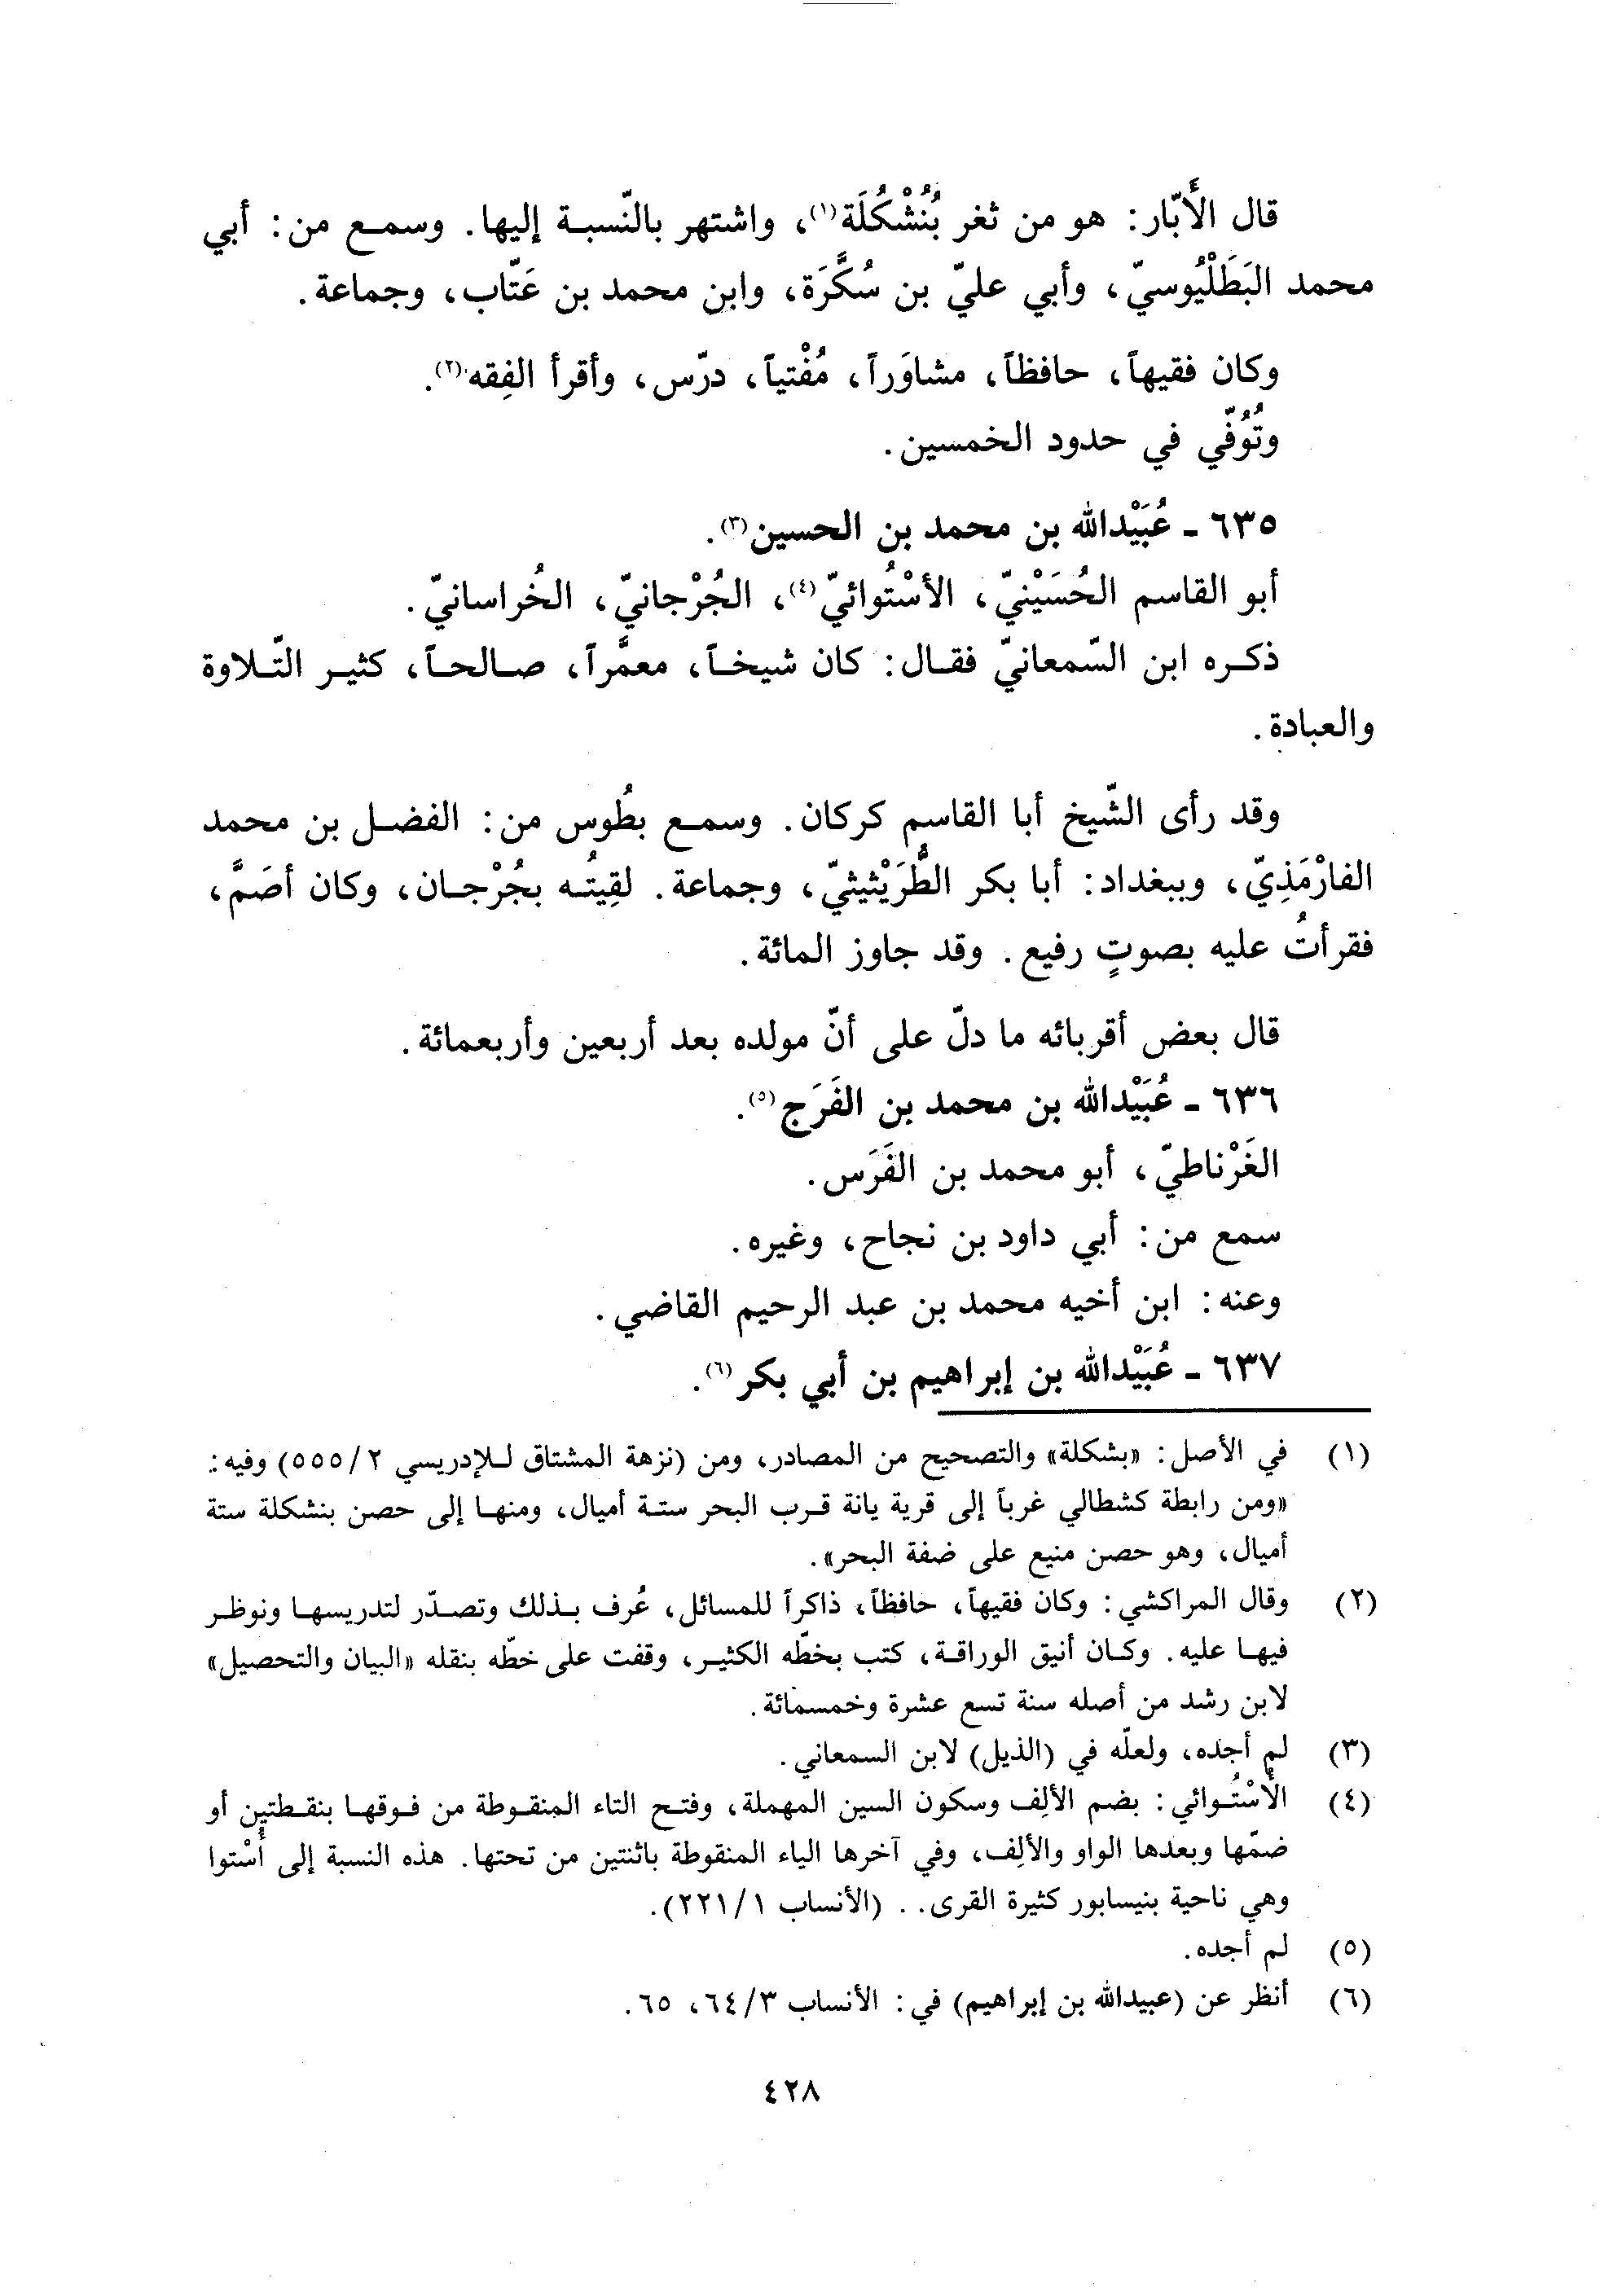 قال الأَبّار: هو من ثغر بُنُشْكُلَة(١)، واشتهر بالنّسبة إليها. وسمع من: أبي
محمد البَطَلْيُوسيّ، وأبي عليّ بن سُكَّرَة، وابن محمد بن عَتّاب، وجماعة.
وكان فقيهاً، حافظاً، مشاوَراً، مُفْتياً، درّس، وأقرأ الفِقه(٢).
وتُوُفّي في حدود الخمسين.
٦٣٥ ـ عُبَيْدالله بن محمد بن الحسين(٣).
أبو القاسم الحُسَيْنيّ، الأسْتُوائيّ(٤)، الجُرْجانيّ، الخُراسانيّ.
ذكره ابن السّمعانيّ فقال: كان شيخاً، معمَّراً، صالحاً، كثير التّلاوة
والعبادة.
وقد رأى الشّيخ أبا القاسم كركان. وسمع بطُوس من: الفضل بن محمد
الفارْمَذِيّ، وببغداد: أبا بكر الطُّرَيْثيثيّ، وجماعة. لقِيتُه بجُرْجان، وكان أصَمَّ،
فقرأتُ عليه بصوتٍ رفيع. وقد جاوز المائة.
قال بعض أقربائه ما دلّ على أنّ مولده بعد أربعين وأربعمائة.
٦٣٦ ـ عُبَيْدالله بن محمد بن الفَرَج(٥).
الغَرْناطيّ، أبو محمد بن الفَرَس.
سمع من: أبي داود بن نجاح، وغيره.
وعنه: ابن أخيه محمد بن عبد الرحيم القاضي.
٦٣٧ ـ عُبَيْدالله بن إبراهيم بن أبي بكر(٦).
(١) في الأصل: «بشكلة» والتصحيح من المصادر، ومن (نزهة المشتاق للإدريسي ٢/٥٥٥) وفيه:
«ومن رابطة كشطالي غرباً إلى قرية يانة قرب البحر ستة أميال، ومنها إلى حصن بنشكلة ستة
أميال، وهو حصن منيع على ضفة البحر».
(٢) وقال المراكشي: وكان فقيهاً، حافظاً، ذاكراً للمسائل، عُرف بذلك وتصدّر لتدريسها ونوظر
فيها عليه. وكان أنيق الوراقة، كتب بخطّه الكثير، وقفت على خطّه بنقله «البيان والتحصيل»
لابن رشد من أصله سنة تسع عشرة وخمسمائة.
(٣) لم أجده، ولعلّه في (الذيل) لابن السمعاني.
(٤) الأُسْتُوائي: بضم الألِف وسكون السين المهملة، وفتح التاء المنقوطة من فوقها بنقطتين أو
ضمّها وبعدها الواو والألِف، وفي آخرها الياء المنقوطة باثنتين من تحتها. هذه النسبة إلى أُسْتوا
وهي ناحية بنيسابور كثيرة القرى.. (الأنساب ١/٢٢١).
(٥) لم أجده.
(٦) أنظر عن (عبيدالله بن إبراهيم) في: الأنساب ٣/٦٤، ٦٥.
٤٢٨